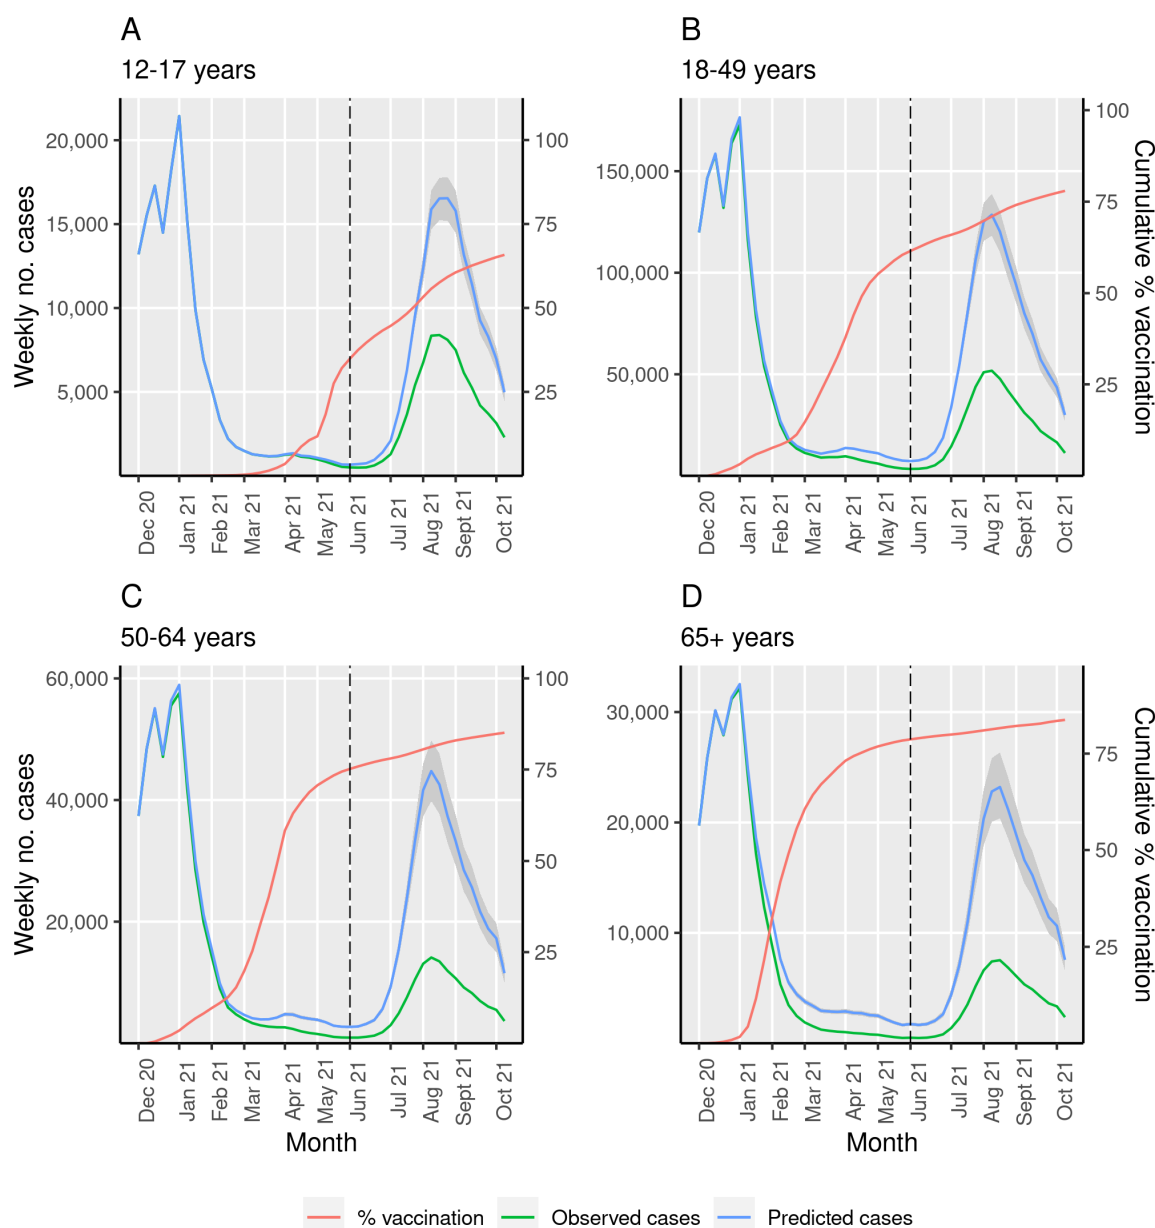 A
12-17 years
20,000
15,000
10,000
5,000
100
75
50
25
Weekly no. cases
Dec 20
Jan 21
Feb 21
Mar 21
Apr 21
May 21
Jun 21
Jul 21
Aug 21
Sept 21
Oct 21
B
18-49 years
150,000
100,000
50,000
100
75
50
25
Cumulative % vaccination
Dec 20
Jan 21
Feb 21
Mar 21
Apr 21
May 21
Jun 21
Jul 21
Aug 21
Sept 21
Oct 21
C
50-64 years
60,000
40,000
20,000
100
75
50
25
Weekly no. cases
Dec 20
Jan 21
Feb 21
Mar 21
Apr 21
May 21
Jun 21
Jul 21
Aug 21
Sept 21
Oct 21
Month
D
65+ years
30,000
20,000
10,000
75
50
25
Cumulative % vaccination
Dec 20
Jan 21
Feb 21
Mar 21
Apr 21
May 21
Jun 21
Jul 21
Aug 21
Sept 21
Oct 21
Month
% vaccination
Observed cases
Predicted cases